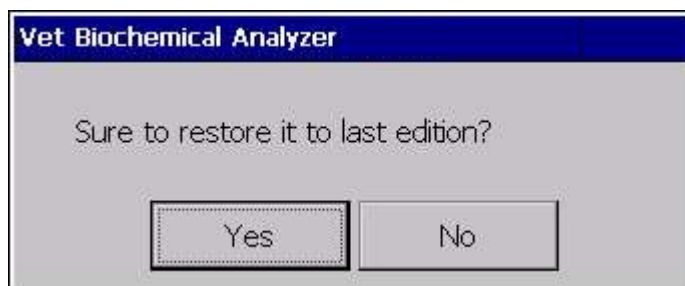 Vet Biochemical Analyzer
Sure to restore it to last edition?
Yes No